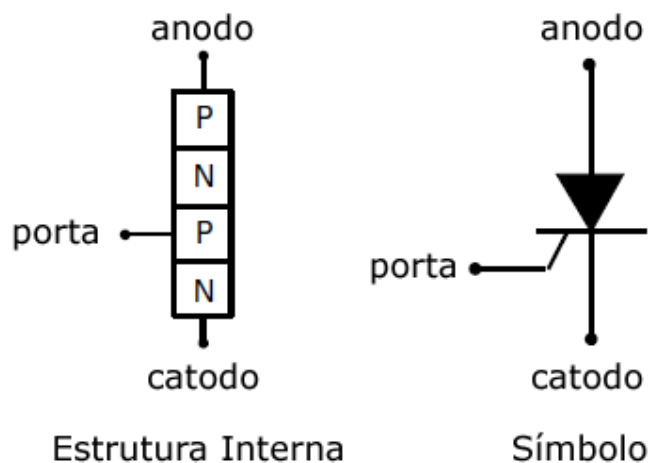 anodo
P
N
porta
P
N
catodo
Estrutura Interna
anodo
porta
catodo
Símbolo